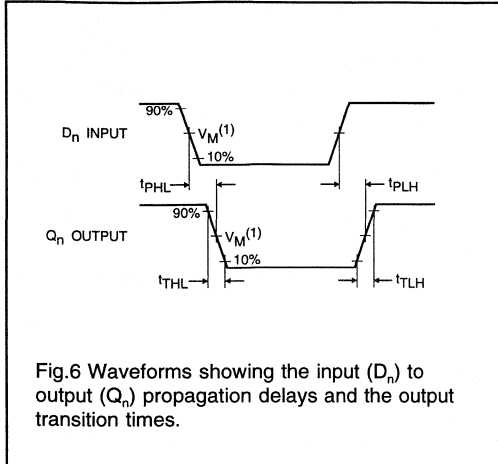 90%
Dn INPUT
VM(1)
10%
tPHL
tPLH
90%
Qn OUTPUT
VM(1)
10%
tTHL
tTLH
Fig.6 Waveforms showing the input (Dn) to
output (Qn) propagation delays and the output
transition times.